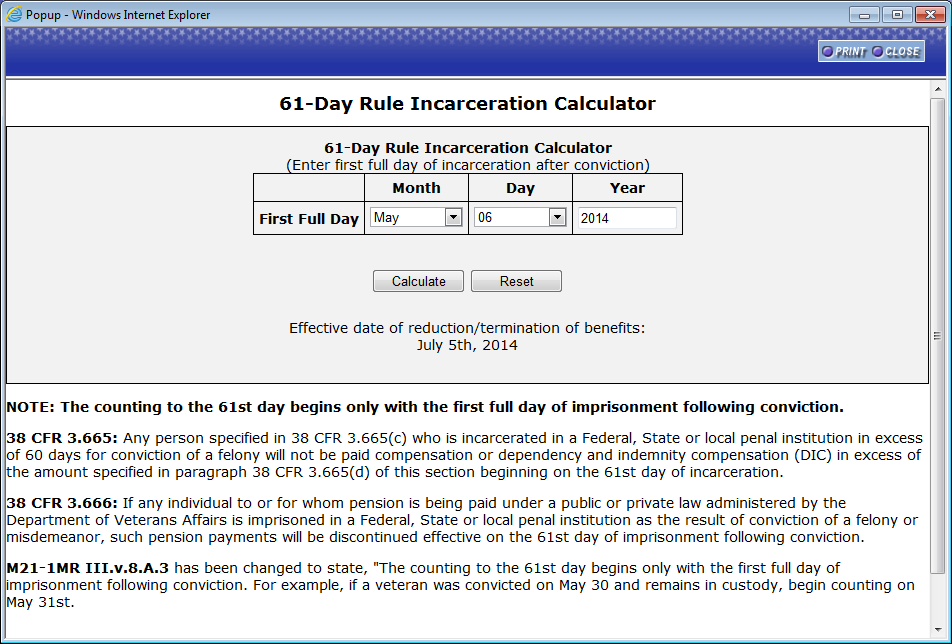 Popup - Windows Internet Explorer
PRINT CLOSE
61-Day Rule Incarceration Calculator
61-Day Rule Incarceration Calculator
(Enter first full day of incarceration after conviction)
Month Day Year
First Full Day May 06 2014
Calculate Reset
Effective date of reduction/termination of benefits:
July 5th, 2014
NOTE: The counting to the 61st day begins only with the first full day of imprisonment following conviction.
38 CFR 3.665: Any person specified in 38 CFR 3.665(c) who is incarcerated in a Federal, State or local penal institution in excess
of 60 days for conviction of a felony will not be paid compensation or dependency and indemnity compensation (DIC) in excess of
the amount specified in paragraph 38 CFR 3.665(d) of this section beginning on the 61st day of incarceration.
38 CFR 3.666: If any individual to or for whom pension is being paid under a public or private law administered by the
Department of Veterans Affairs is imprisoned in a Federal, State or local penal institution as the result of conviction of a felony or
misdemeanor, such pension payments will be discontinued effective on the 61st day of imprisonment following conviction.
M21-1MR III.v.8.A.3 has been changed to state, "The counting to the 61st day begins only with the first full day of
imprisonment following conviction. For example, if a veteran was convicted on May 30 and remains in custody, begin counting on
May 31st.